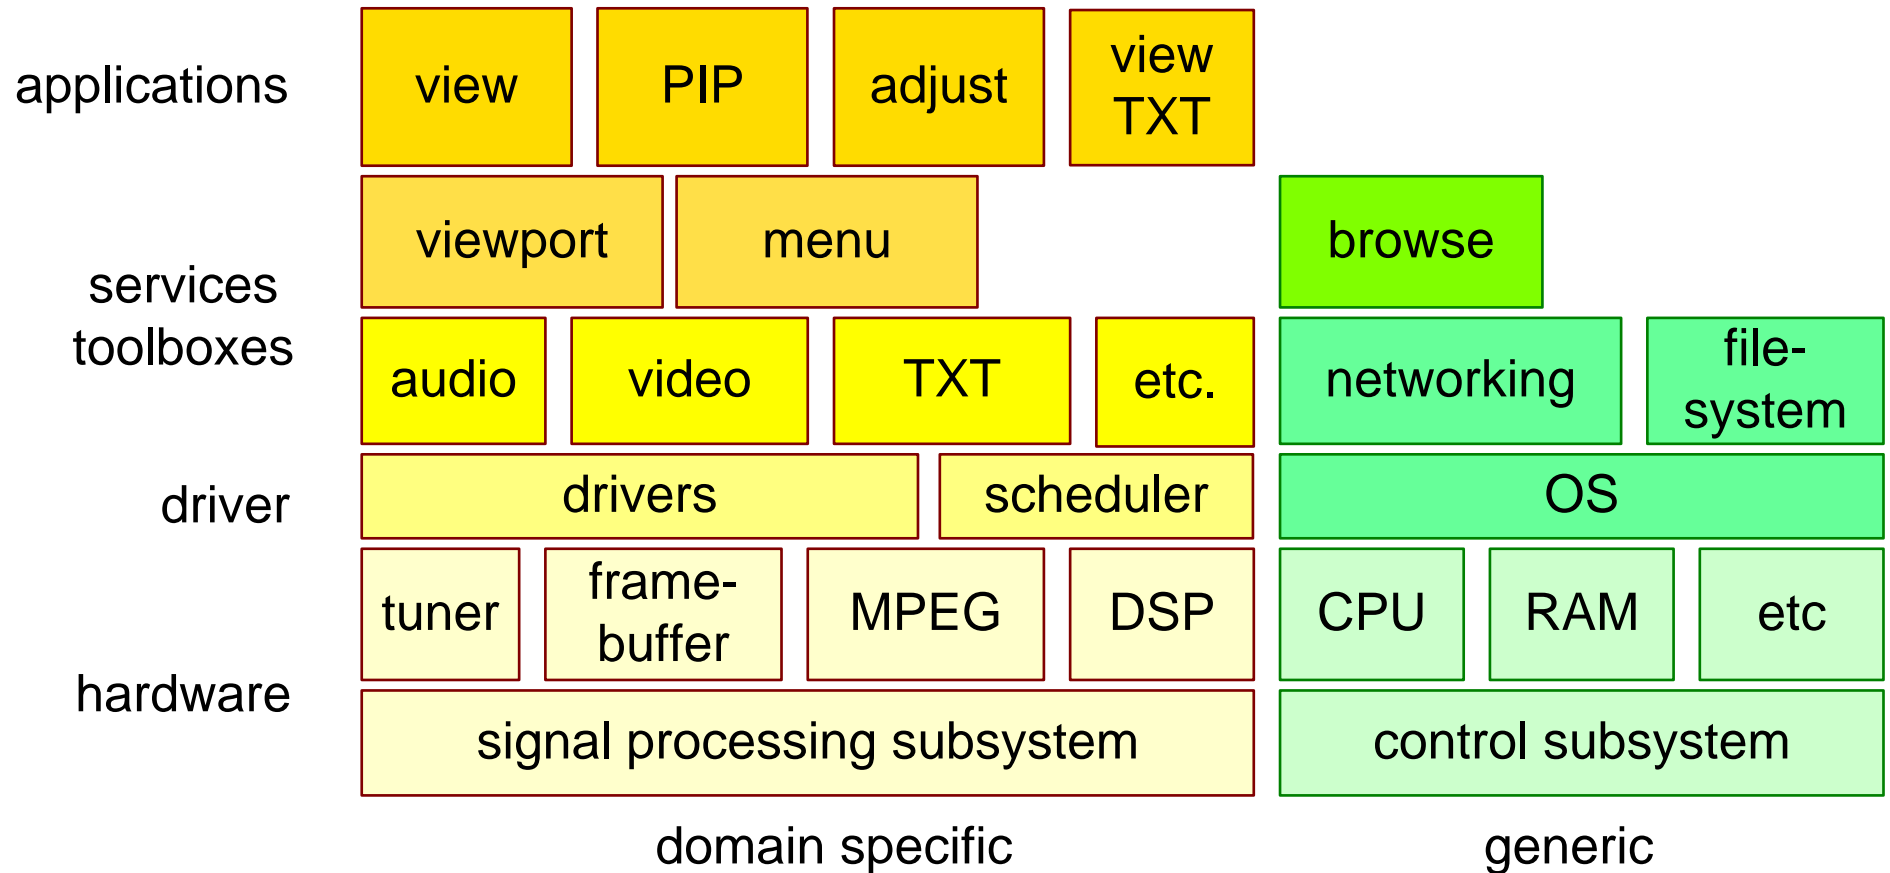 applications
view
PIP
adjust
view
TXT
services
toolboxes
viewport
menu
browse
audio
video
TXT
etc.
networking
file-
system
driver
drivers
scheduler
OS
hardware
tuner
frame-
buffer
MPEG
DSP
CPU
RAM
etc
signal processing subsystem
control subsystem
domain specific
generic